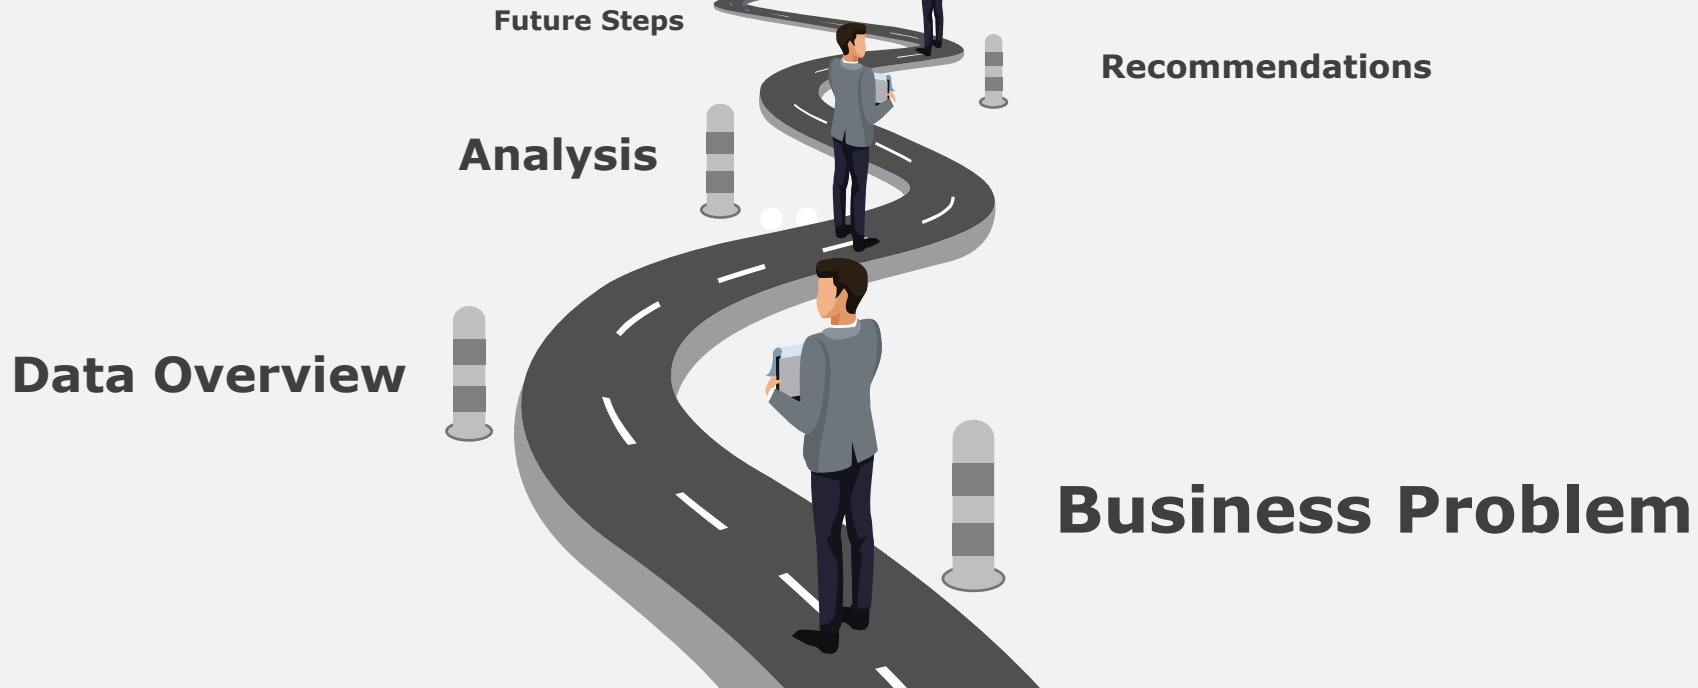 Future Steps
Recommendations
Analysis
Data Overview
Business Problem